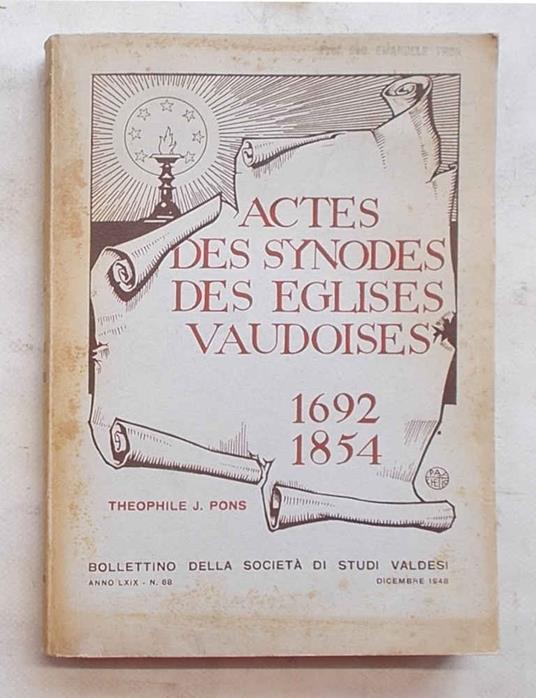 ACTES
DES SYNODES
DES EGLISES
VAUDOISES
1692
1854
THEOPHILE J. PONS
BOLLETTINO DELLA SOCIETÀ DI STUDI VALDESI
ANNO LXIX - N. 88
DICEMBRE 1948